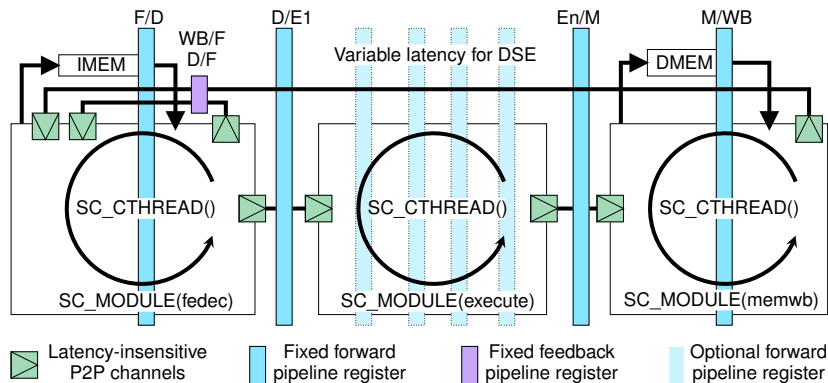 F/D
D/E1
En/M
M/WB
WB/F
D/F
Variable latency for DSE
IMEM
DMEM
SC_CTHREAD()
SC_CTHREAD()
SC_CTHREAD()
SC_MODULE(fedec)
SC_MODULE(execute)
SC_MODULE(memwb)
Latency-insensitive
P2P channels
Fixed forward
pipeline register
Fixed feedback
pipeline register
Optional forward
pipeline register